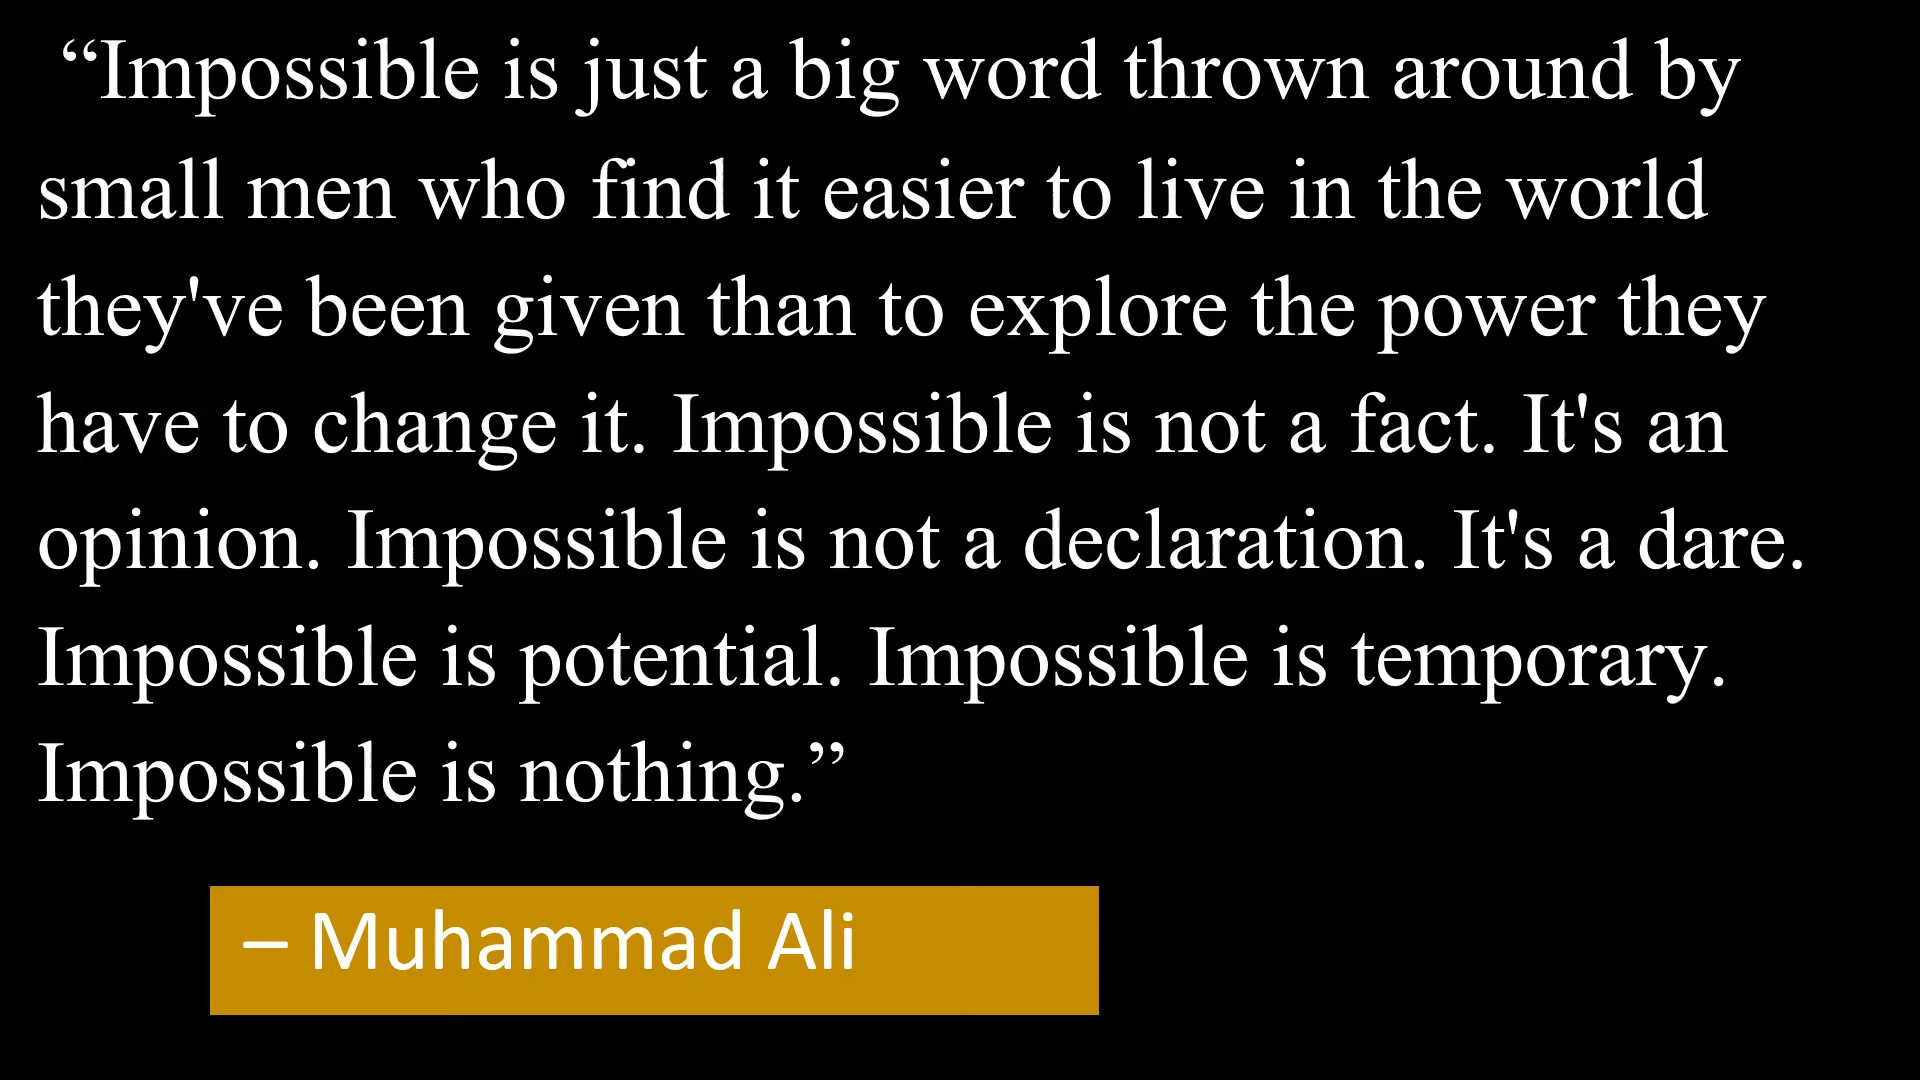 “Impossible is just a big word thrown around by
small men who find it easier to live in the world
they've been given than to explore the power they
have to change it. Impossible is not a fact. It's an
opinion. Impossible is not a declaration. It's a dare.
Impossible is potential. Impossible is temporary.
Impossible is nothing.”
– Muhammad Ali